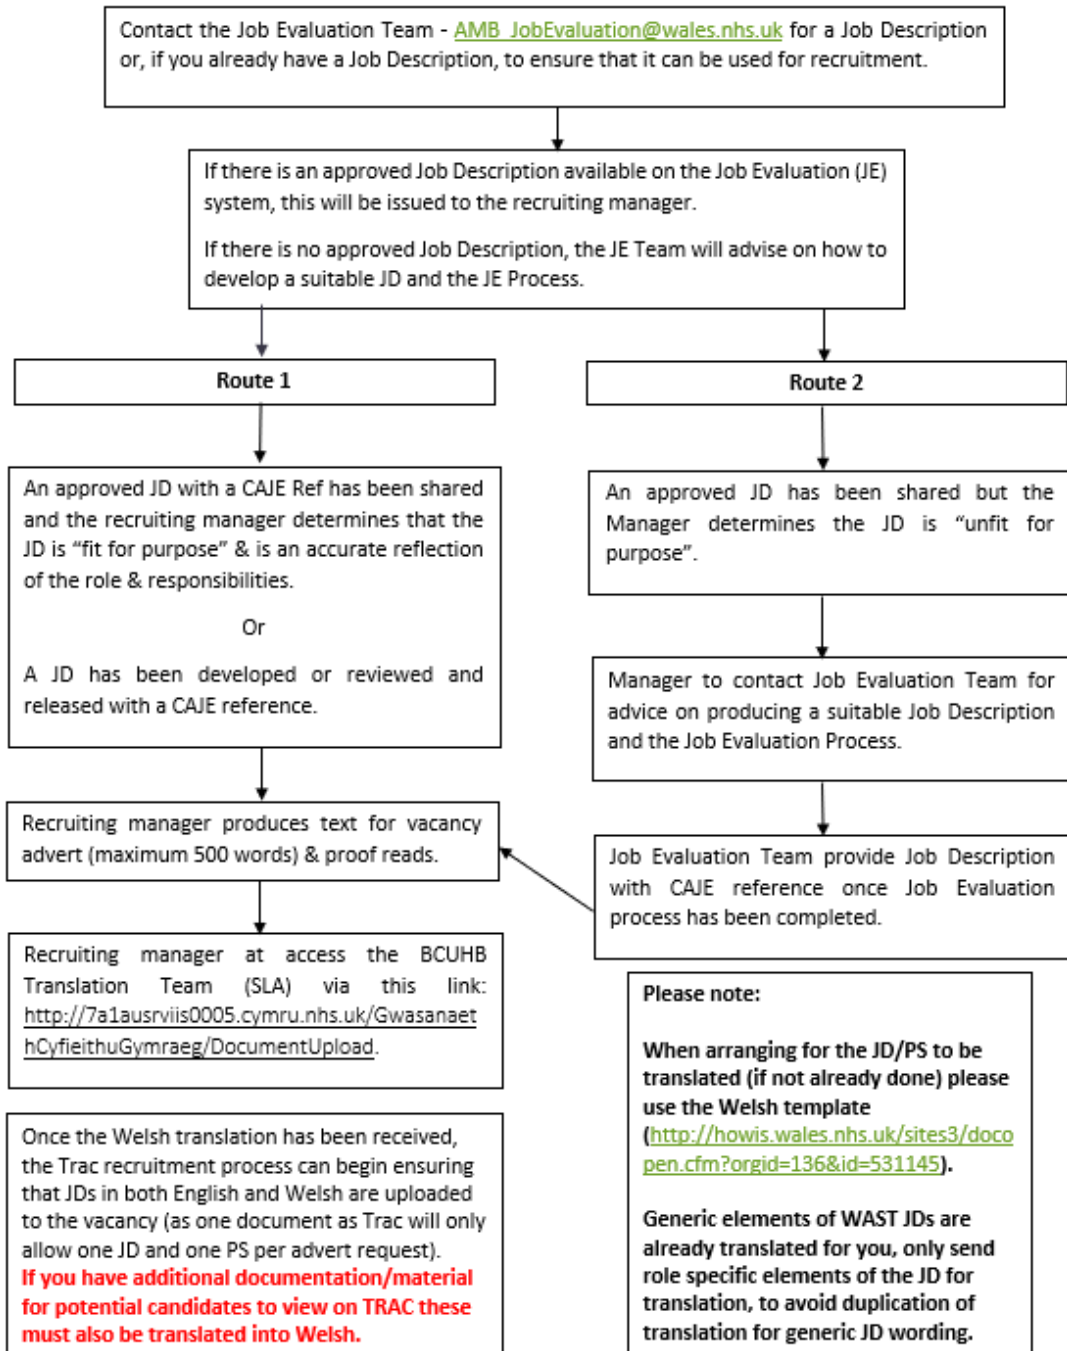 Contact the Job Evaluation Team - AMB_JobEvaluation@wales.nhs.uk for a Job Description
or, if you already have a Job Description, to ensure that it can be used for recruitment.
If there is an approved Job Description available on the Job Evaluation (JE)
system, this will be issued to the recruiting manager.
If there is no approved Job Description, the JE Team will advise on how to
develop a suitable JD and the JE Process.
Route 1
An approved JD with a CAJE Ref has been shared
and the recruiting manager determines that the
JD is “fit for purpose” & is an accurate reflection
of the role & responsibilities.
Or
A JD has been developed or reviewed and
released with a CAJE reference.
Recruiting manager produces text for vacancy
advert (maximum 500 words) & proof reads.
Recruiting manager at access the BCUHB
Translation Team (SLA) via this link:
http://7a1ausrviis0005.cymru.nhs.uk/Gwasanaet
hCyfieithuGymraeg/DocumentUpload.
Once the Welsh translation has been received,
the Trac recruitment process can begin ensuring
that JDs in both English and Welsh are uploaded
to the vacancy (as one document as Trac will only
allow one JD and one PS per advert request).
If you have additional documentation/material
for potential candidates to view on TRAC these
must also be translated into Welsh.
Route 2
An approved JD has been shared but the
Manager determines the JD is “unfit for
purpose”.
Manager to contact Job Evaluation Team for
advice on producing a suitable Job Description
and the Job Evaluation Process.
Job Evaluation Team provide Job Description
with CAJE reference once Job Evaluation
process has been completed.
Please note:
When arranging for the JD/PS to be
translated (if not already done) please
use the Welsh template
(http://howis.wales.nhs.uk/sites3/doco
pen.cfm?orgid=136&id=531145).
Generic elements of WAST JDs are
already translated for you, only send
role specific elements of the JD for
translation, to avoid duplication of
translation for generic JD wording.